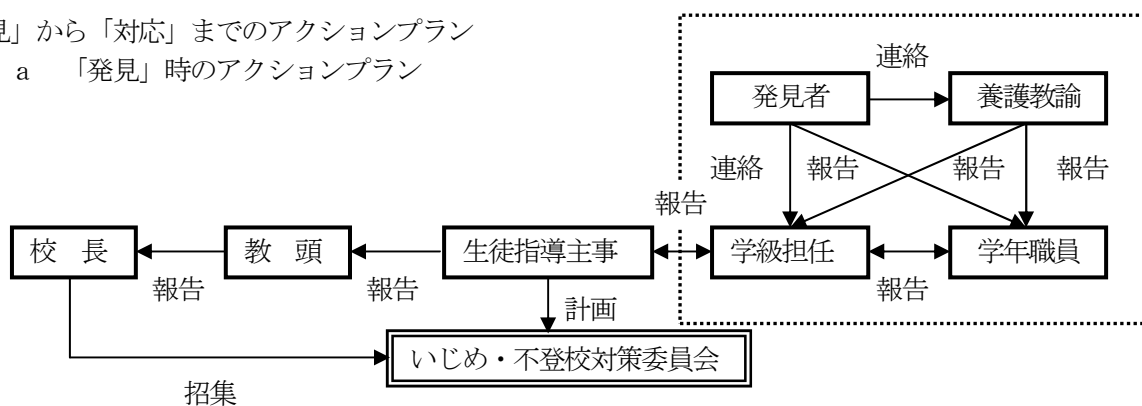 見」から「対応」までのアクションプラン
a 「発見」時のアクションプラン
連絡
発見者
養護教諭
連絡
報告
報告
報告
報告
校 長
教 頭
生徒指導主事
学級担任
学年職員
報告
報告
報告
計画
いじめ・不登校対策委員会
招集